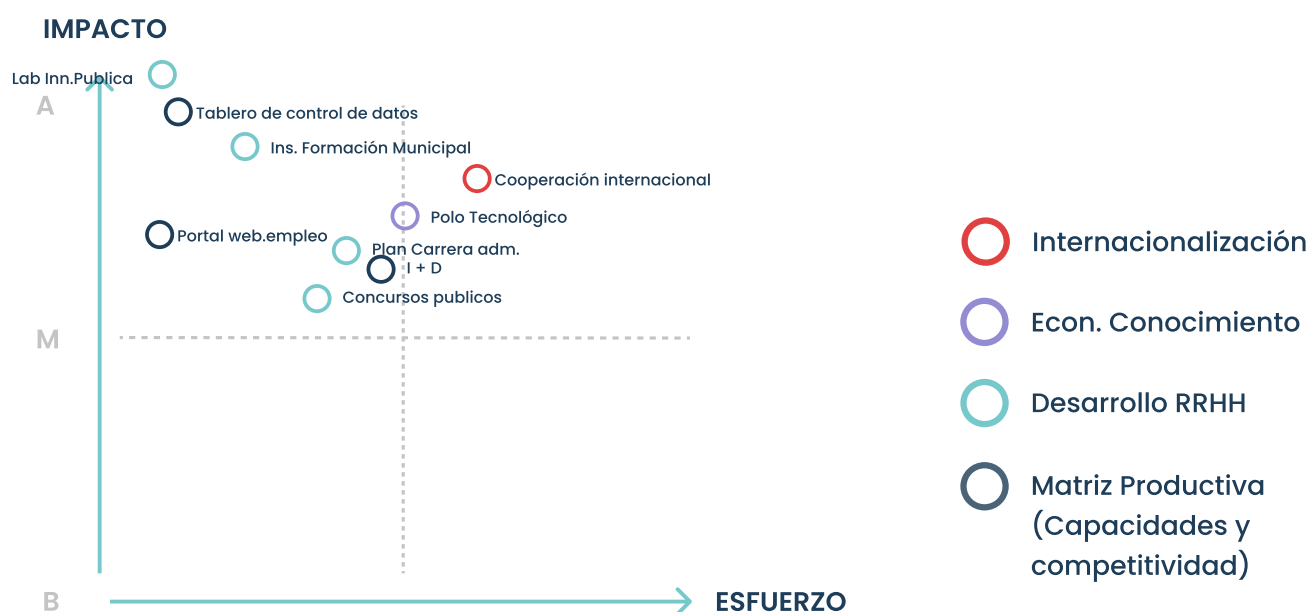 IMPACTO
Lab Inn.Publica
A
Tablero de control de datos
Ins. Formación Municipal
Cooperación internacional
Polo Tecnológico
Portal web.empleo
Plan Carrera adm.
I + D
Concursos publicos
M
B
ESFUERZO
Internacionalización
Econ. Conocimiento
Desarrollo RRHH
Matriz Productiva
(Capacidades y
competitividad)